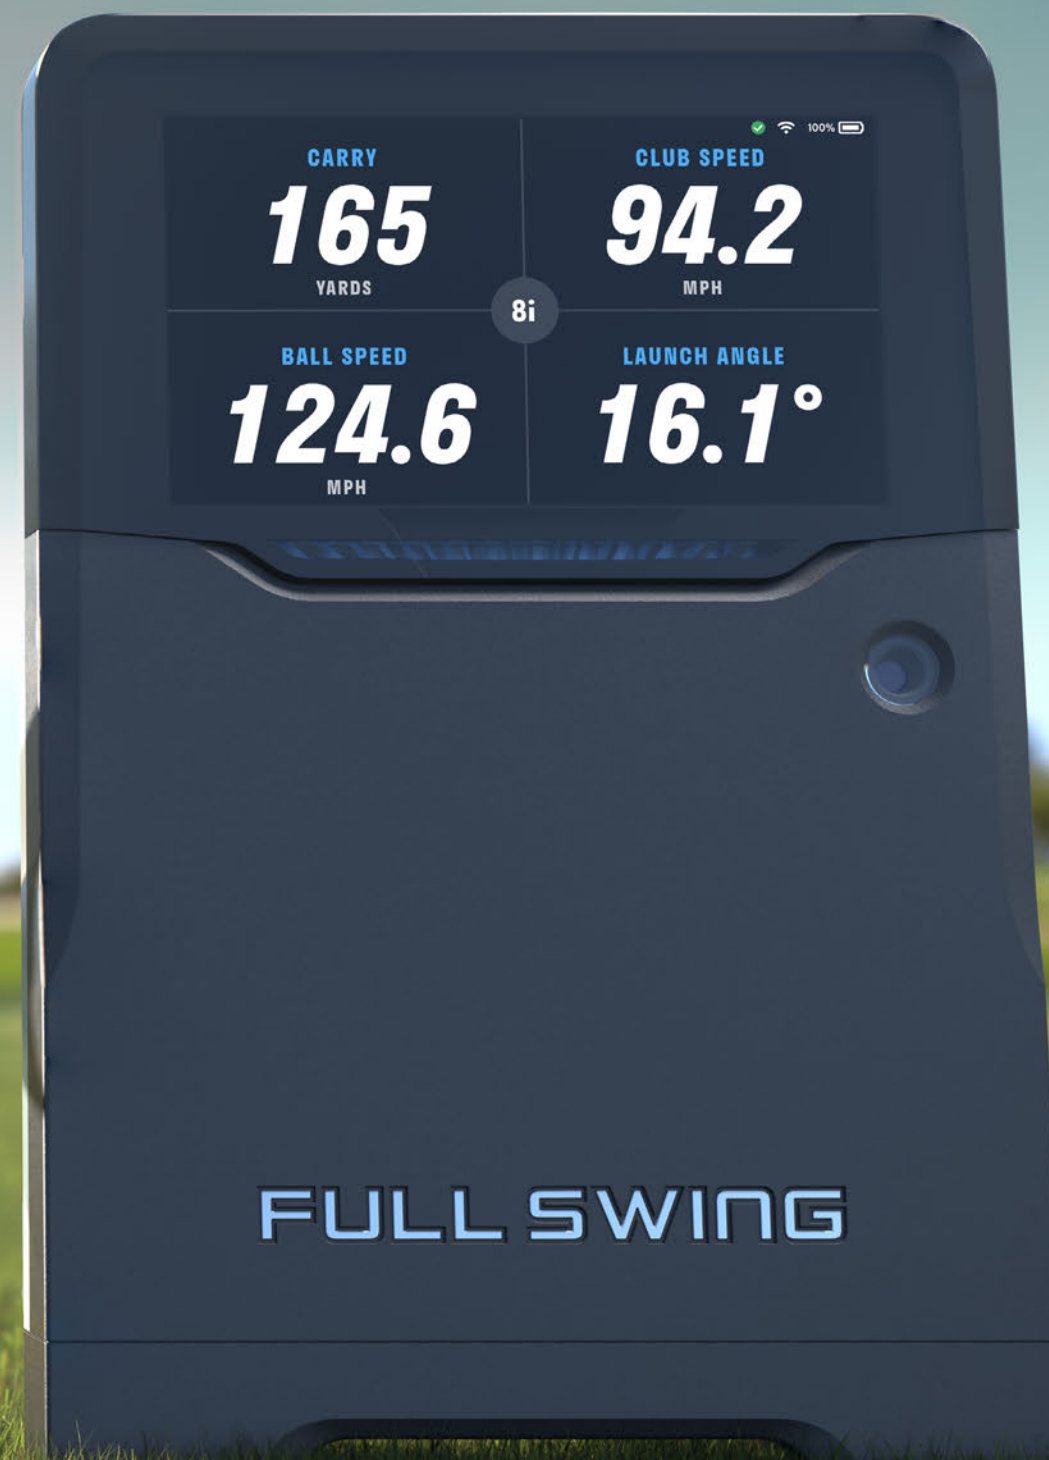 100%
CARRY
165
YARDS
CLUB SPEED
94.2
MPH
8i
BALL SPEED
124.6
MPH
LAUNCH ANGLE
16.1°
FULL SWING